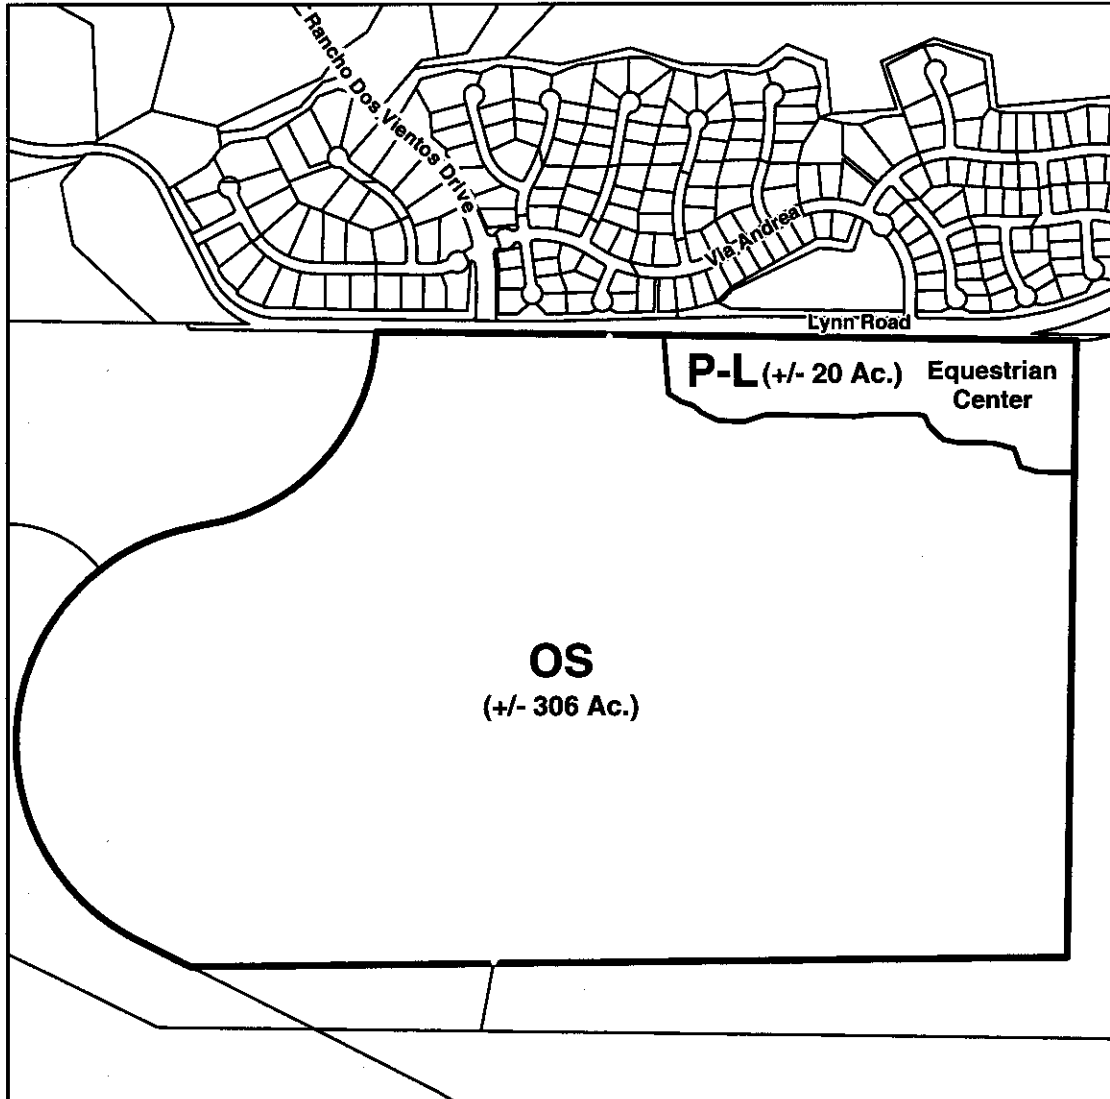 Rancho Dos Vientos Drive
Via Andrea
Lynn Road
P-L (+/- 20 Ac.)
Equestrian
Center
OS
(+/- 306 Ac.)